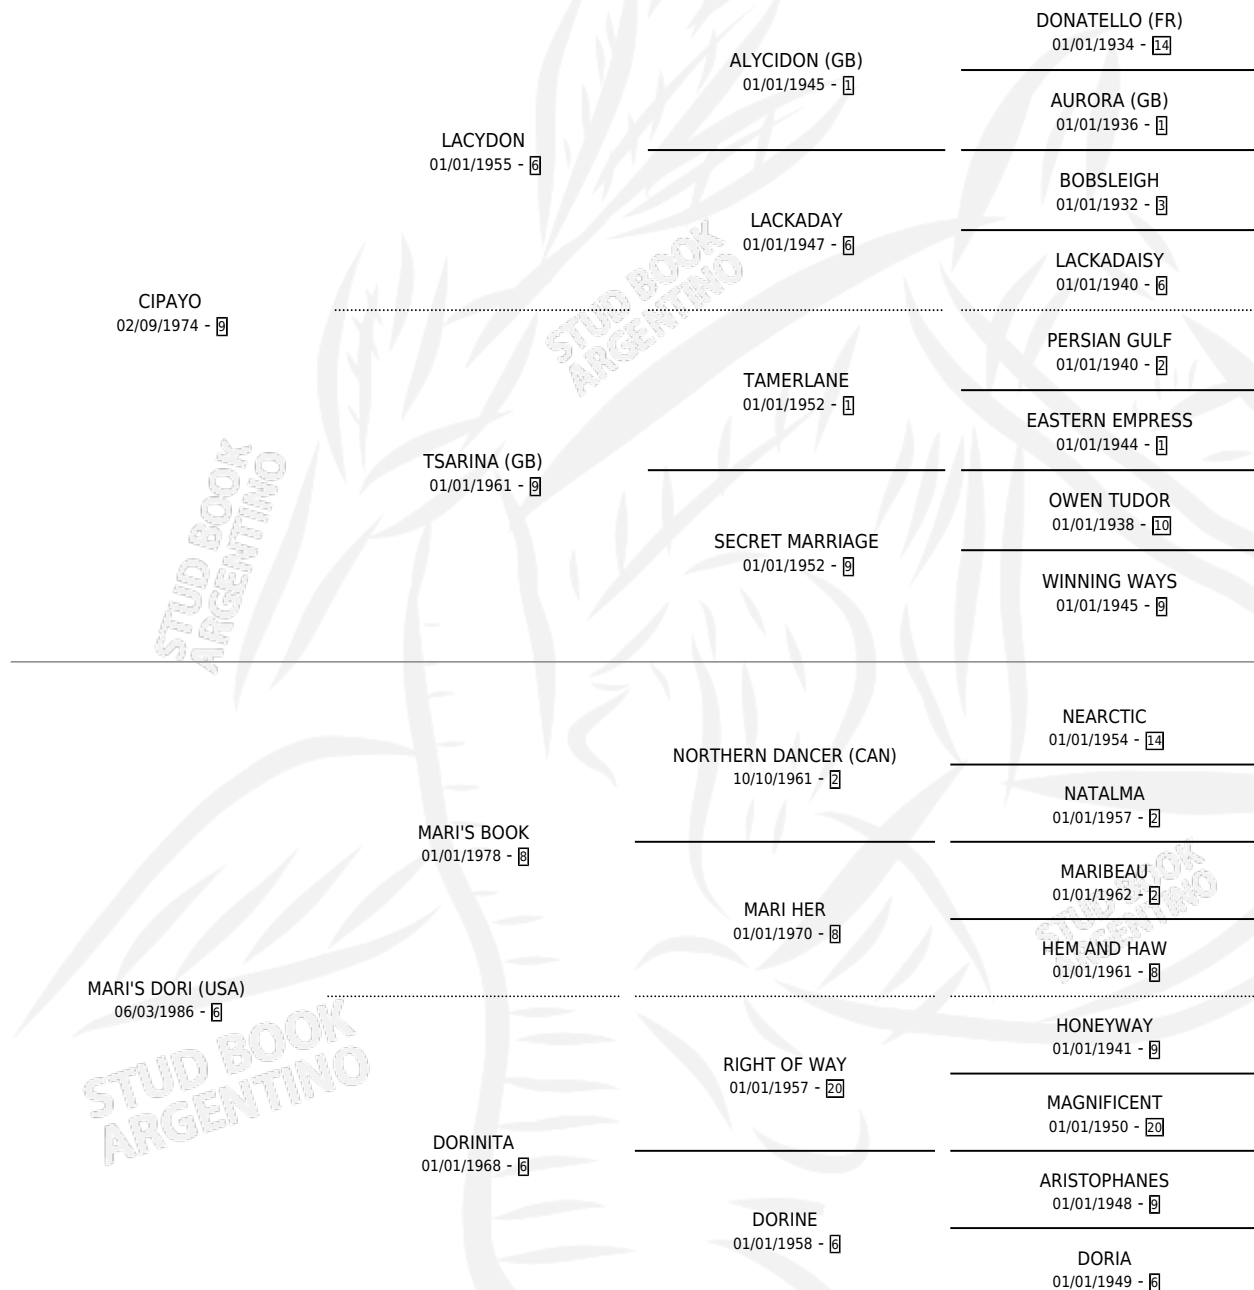 CIPAYO
02/09/1974 - 9
LACYDON
01/01/1955 - 6
TSARINA (GB)
01/01/1961 - 9
ALYCIDON (GB)
01/01/1945 - 1
LACKADAY
01/01/1947 - 6
TAMERLANE
01/01/1952 - 1
SECRET MARRIAGE
01/01/1952 - 9
DONATELLO (FR)
01/01/1934 - 14
AURORA (GB)
01/01/1936 - 1
BOBSLEIGH
01/01/1932 - 3
LACKADAISY
01/01/1940 - 6
PERSIAN GULF
01/01/1940 - 2
EASTERN EMPRESS
01/01/1944 - 1
OWEN TUDOR
01/01/1938 - 10
WINNING WAYS
01/01/1945 - 9
MARI'S DORI (USA)
06/03/1986 - 6
MARI'S BOOK
01/01/1978 - 8
DORINITA
01/01/1968 - 6
NORTHERN DANCER (CAN)
10/10/1961 - 2
MARI HER
01/01/1970 - 8
RIGHT OF WAY
01/01/1957 - 20
DORINE
01/01/1958 - 6
NEARCTIC
01/01/1954 - 14
NATALMA
01/01/1957 - 2
MARIBEAU
01/01/1962 - 2
HEM AND HAW
01/01/1961 - 8
HONEYWAY
01/01/1941 - 9
MAGNIFICENT
01/01/1950 - 20
ARISTOPHANES
01/01/1948 - 9
DORIA
01/01/1949 - 6
STUD BOOK
ARGENTINO
STUD BOOK
ARGENTINO
STUD BOOK
ARGENTINO
STUD BOOK
ARGENTINO